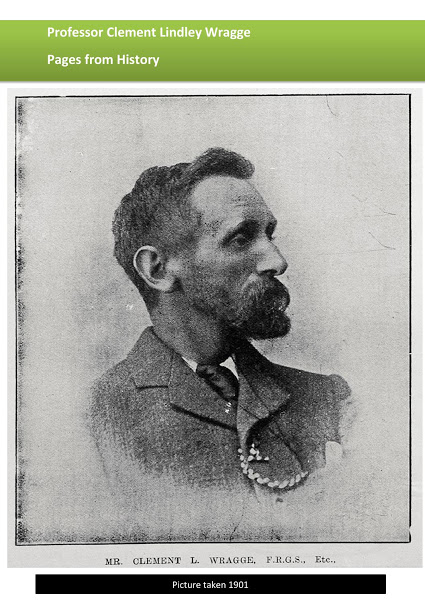 Professor Clement Lindley Wragge
Pages from History
MR. CLEMENT L. WRAGGE, F.R.G.S., Etc.,
Picture taken 1901